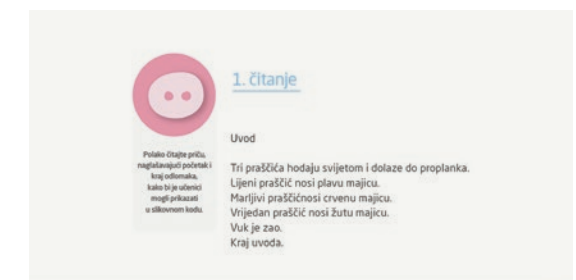 1. čitanje
Polako čitajte priču,
naglašavajući početak i
kraj odlomaka,
kako bi je učenici
mogli prikazati
u slikovnom kodu.
Uvod
Tri praščića hodaju svijetom i dolaze do proplanka.
Lijeni praščić nosi plavu majicu.
Marljivi praščićnosi crvenu majicu.
Vrijedan praščić nosi žutu majicu.
Vuk je zao.
Kraj uvoda.